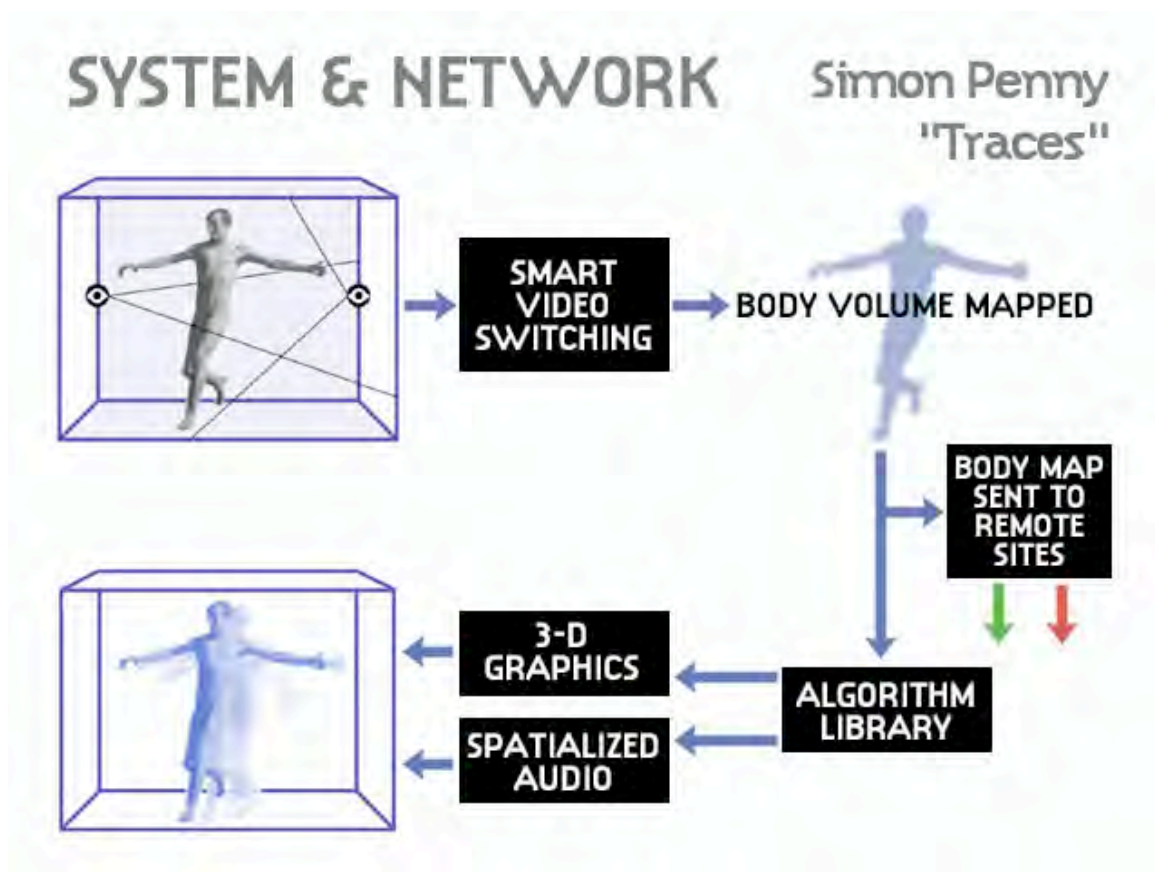 SYSTEM & NETWORK
Simon Penny
"Traces"
SMART
VIDEO
SWITCHING
BODY VOLUME MAPPED
BODY MAP
SENT TO
REMOTE
SITES
3-D
GRAPHICS
ALGORITHM
LIBRARY
SPATIALIZED
AUDIO